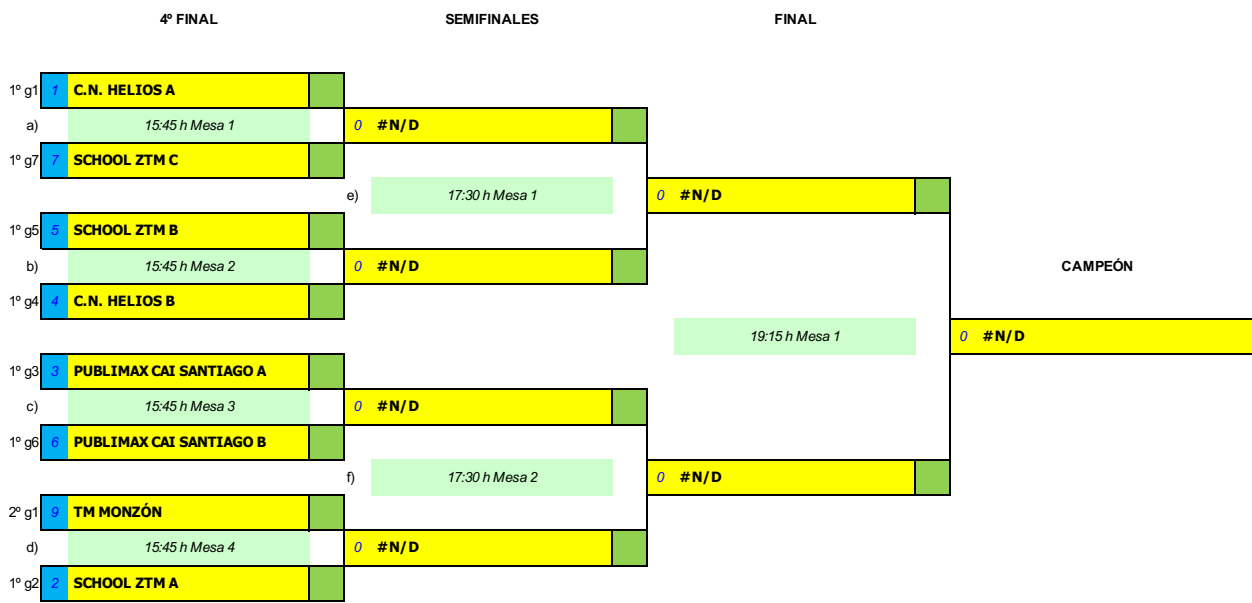 4º FINAL SEMIFINALES FINAL
1º g1 1 C.N. HELIOS A
a) 15:45 h Mesa 1 0 #N/D
1º g7 7 SCHOOL ZTM C
e) 17:30 h Mesa 1 0 #N/D
1º g5 5 SCHOOL ZTM B
b) 15:45 h Mesa 2 0 #N/D CAMPEÓN
1º g4 4 C.N. HELIOS B
19:15 h Mesa 1 0 #N/D
1º g3 3 PUBLIMAX CAI SANTIAGO A
c) 15:45 h Mesa 3 0 #N/D
1º g6 6 PUBLIMAX CAI SANTIAGO B
f) 17:30 h Mesa 2 0 #N/D
2º g1 9 TM MONZÓN
d) 15:45 h Mesa 4 0 #N/D
1º g2 2 SCHOOL ZTM A